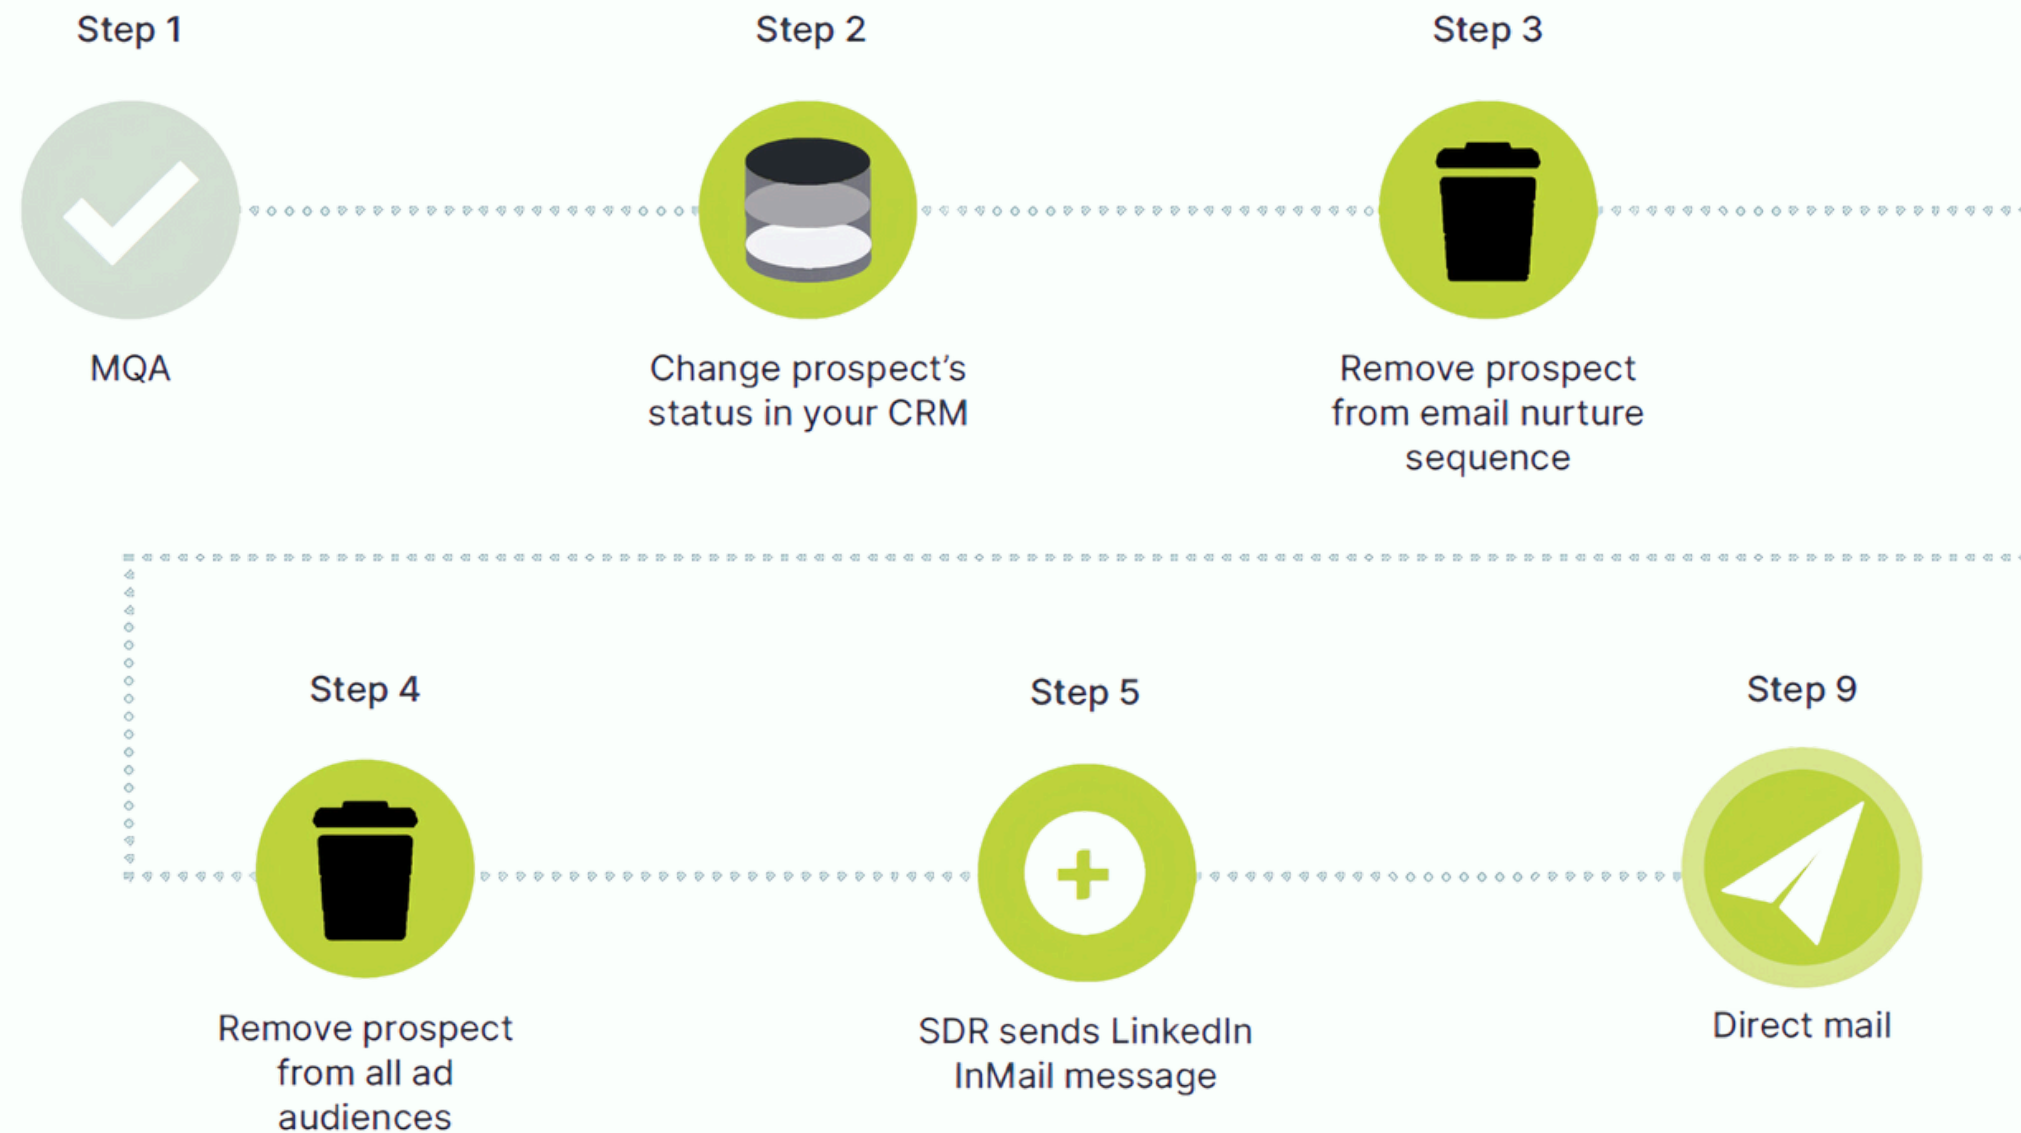 Step 1
Step 2
Step 3
MQA
Change prospect's
status in your CRM
Remove prospect
from email nurture
sequence
Step 4
Step 5
Step 9
Remove prospect
from all ad
audiences
SDR sends LinkedIn
InMail message
Direct mail